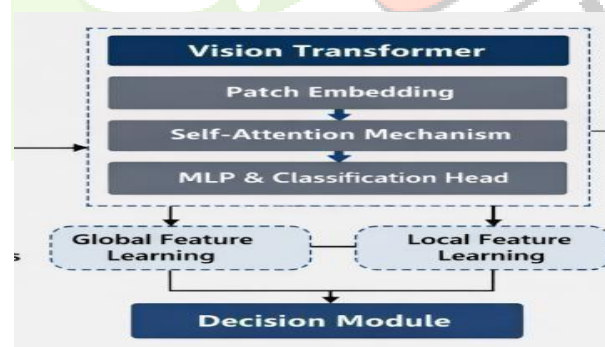 Vision Transformer
Patch Embedding
Self-Attention Mechanism
MLP & Classification Head
Global Feature
Learning
Local Feature
Learning
s
Decision Module